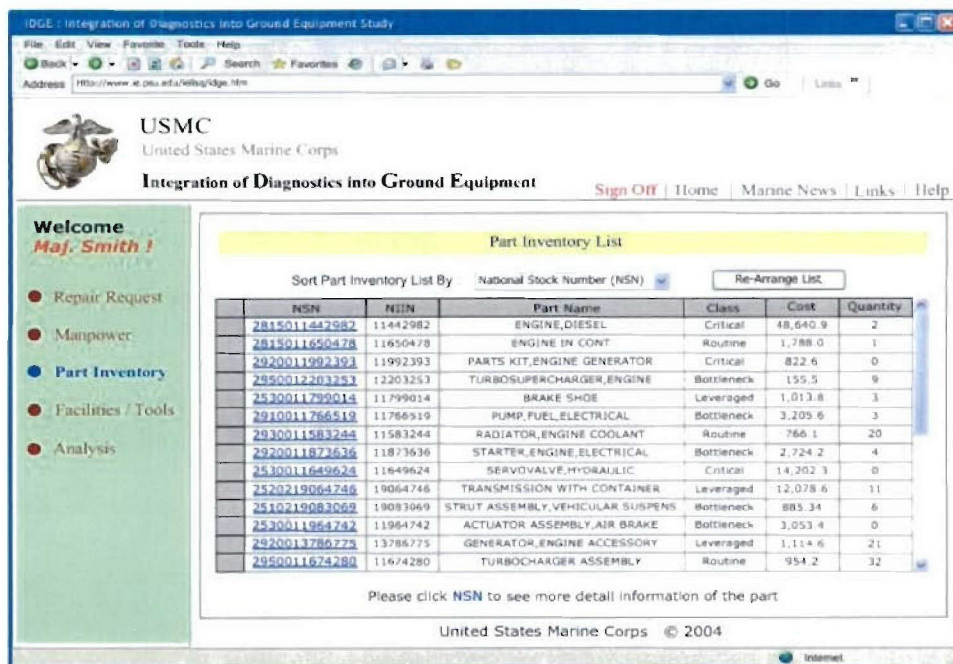 IDGE : Integration of Diagnostics into Ground Equipment Study
File Edit View Favorite Tools Help
Back Search Favorites
Address Go Links »
USMC
United States Marine Corps
Integration of Diagnostics into Ground Equipment
Sign Off | Home | Marine News | Links | Help
Welcome
Maj. Smith !
Repair Request
Manpower
Part Inventory
Facilities / Tools
Analysis
Part Inventory List
Sort Part Inventory List By National Stock Number (NSN) Re-Arrange List
NSN NIIN Part Name Class Cost Quantity
2815011442982 11442982 ENGINE,DIESEL Critical 48,640.9 2
2815011650478 11650478 ENGINE IN CONT Routine 1,788.0 1
2920011992393 11992393 PARTS KIT,ENGINE GENERATOR Critical 822.6 0
2950012203253 12203253 TURBOSUPERCHARGER,ENGINE Bottleneck 155.5 9
2530011799014 11799014 BRAKE SHOE Leveraged 1,013.8 3
2910011766519 11766519 PUMP,FUEL,ELECTRICAL Bottleneck 3,205.6 3
2930011583244 11583244 RADIATOR,ENGINE COOLANT Routine 766.1 20
2920011873636 11873636 STARTER,ENGINE,ELECTRICAL Bottleneck 2,724.2 4
2530011649624 11649624 SERVOVALVE,HYDRAULIC Critical 14,202.3 0
2520219064746 19064746 TRANSMISSION WITH CONTAINER Leveraged 12,078.6 11
2510219083069 19083069 STRUT ASSEMBLY,VEHICULAR SUSPENS Bottleneck 885.34 6
2530011964742 11964742 ACTUATOR ASSEMBLY,AIR BRAKE Bottleneck 3,053.4 0
2920013786775 13786775 GENERATOR,ENGINE ACCESSORY Leveraged 1,114.6 21
2950011674280 11674280 TURBOCHARGER ASSEMBLY Routine 954.2 32
Please click NSN to see more detail information of the part
United States Marine Corps © 2004
Internet